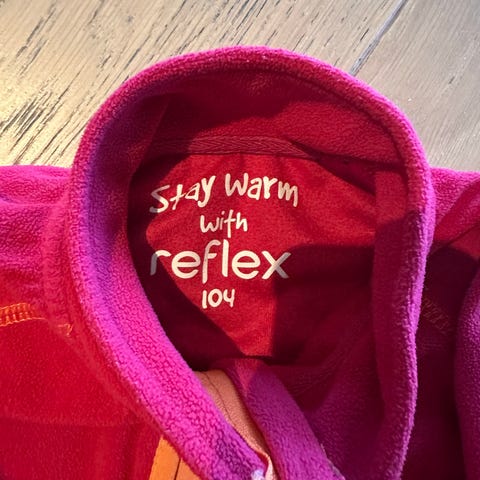 Stay Warm
with
reflex
104